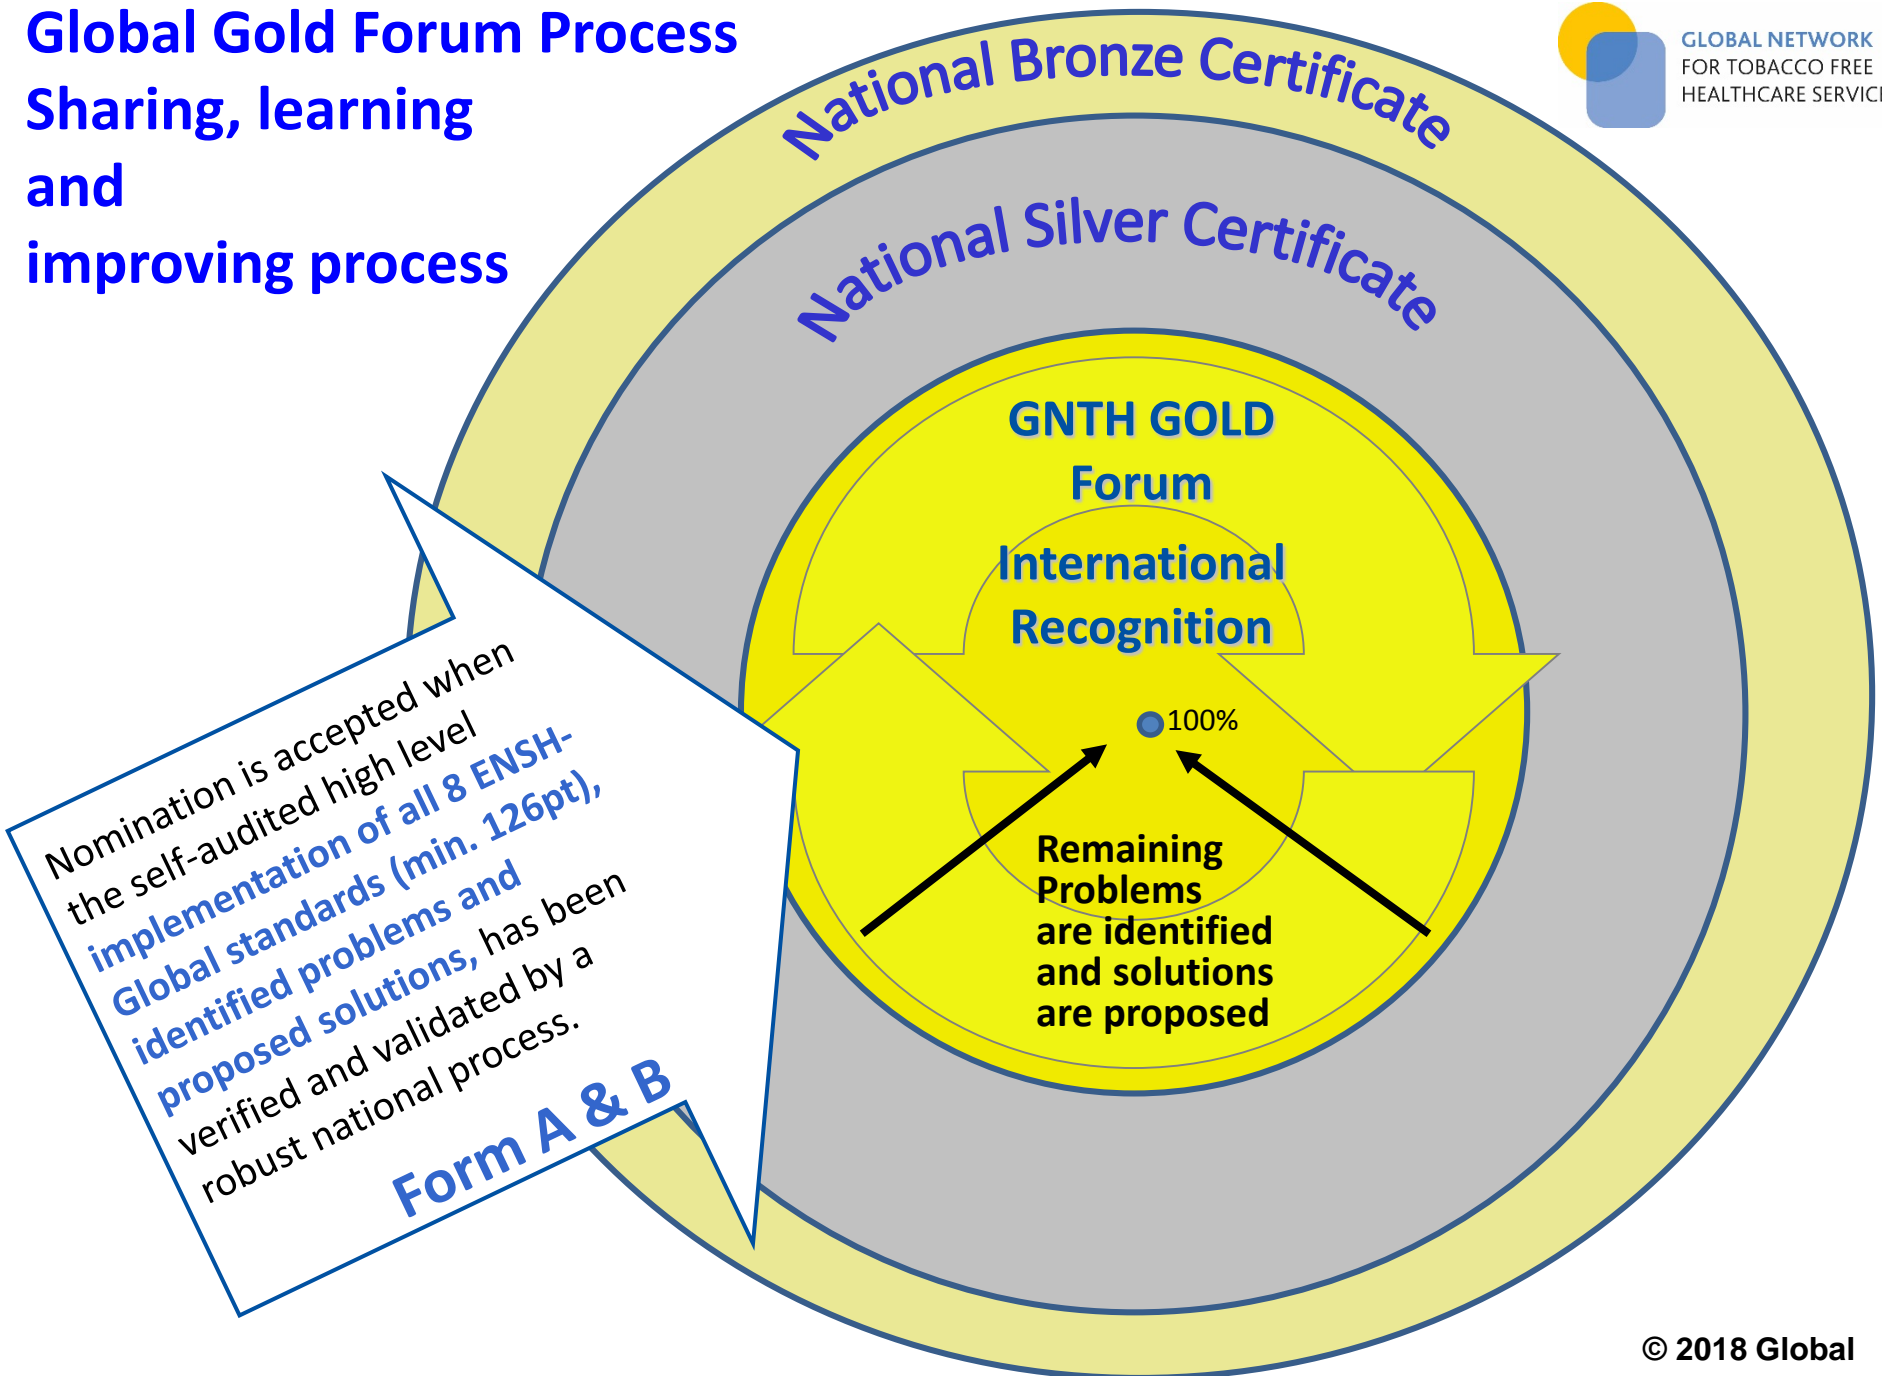 Global Gold Forum Process
Sharing, learning
and
improving process
GLOBAL NETWORK
FOR TOBACCO FREE
HEALTHCARE SERVIC
National Bronze Certificate
National Silver Certificate
GNTH GOLD
Forum
International
Recognition
100%
Remaining
Problems
are identified
and solutions
are proposed
Nomination is accepted when
the self-audited high level
implementation of all 8 ENSH-
Global standards (min. 126pt),
identified problems and
proposed solutions, has been
verified and validated by a
robust national process.
Form A & B
© 2018 Global